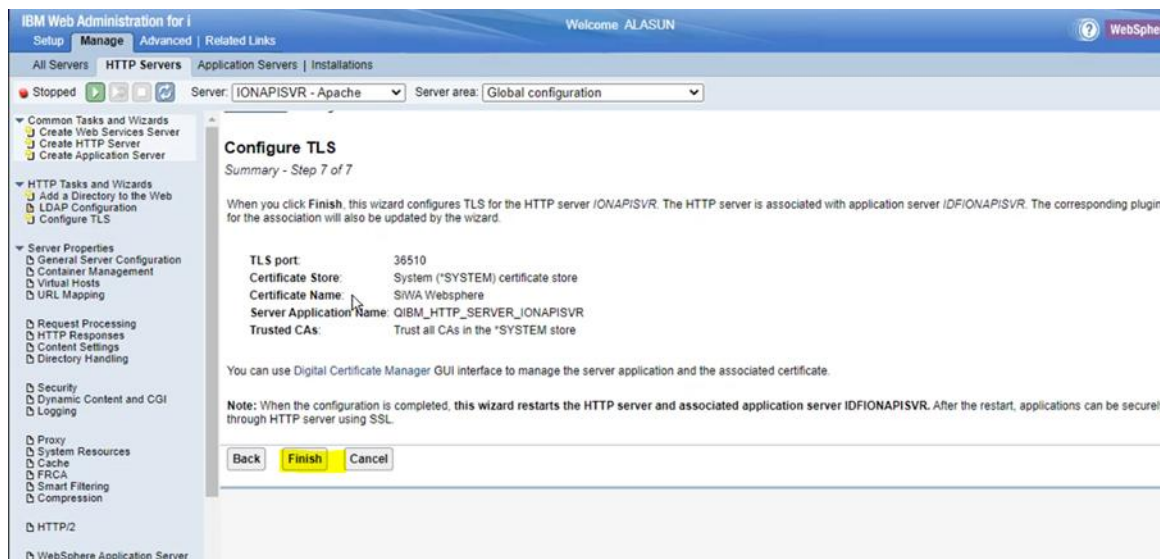 IBM Web Administration for i
Welcome ALASUN
Setup Manage Advanced | Related Links
All Servers HTTP Servers Application Servers | Installations
Stopped Server: IONAPISVR - Apache Server area: Global configuration
Common Tasks and Wizards
Create Web Services Server
Create HTTP Server
Create Application Server
HTTP Tasks and Wizards
Add a Directory to the Web
LDAP Configuration
Configure TLS
Server Properties
General Server Configuration
Container Management
Virtual Hosts
URL Mapping
Request Processing
HTTP Responses
Content Settings
Directory Handling
Security
Dynamic Content and CGI
Logging
Proxy
System Resources
Cache
FRCA
Smart Filtering
Compression
HTTP/2
WebSphere Application Server
Configure TLS
Summary - Step 7 of 7
When you click Finish, this wizard configures TLS for the HTTP server IONAPISVR. The HTTP server is associated with application server IDFIONAPISVR. The corresponding plugin
for the association will also be updated by the wizard.
TLS port: 36510
Certificate Store: System (*SYSTEM) certificate store
Certificate Name: SiWA Websphere
Server Application Name: QIBM_HTTP_SERVER_IONAPISVR
Trusted CAs: Trust all CAs in the *SYSTEM store
You can use Digital Certificate Manager GUI interface to manage the server application and the associated certificate.
Note: When the configuration is completed, this wizard restarts the HTTP server and associated application server IDFIONAPISVR. After the restart, applications can be securel
through HTTP server using SSL.
Back Finish Cancel